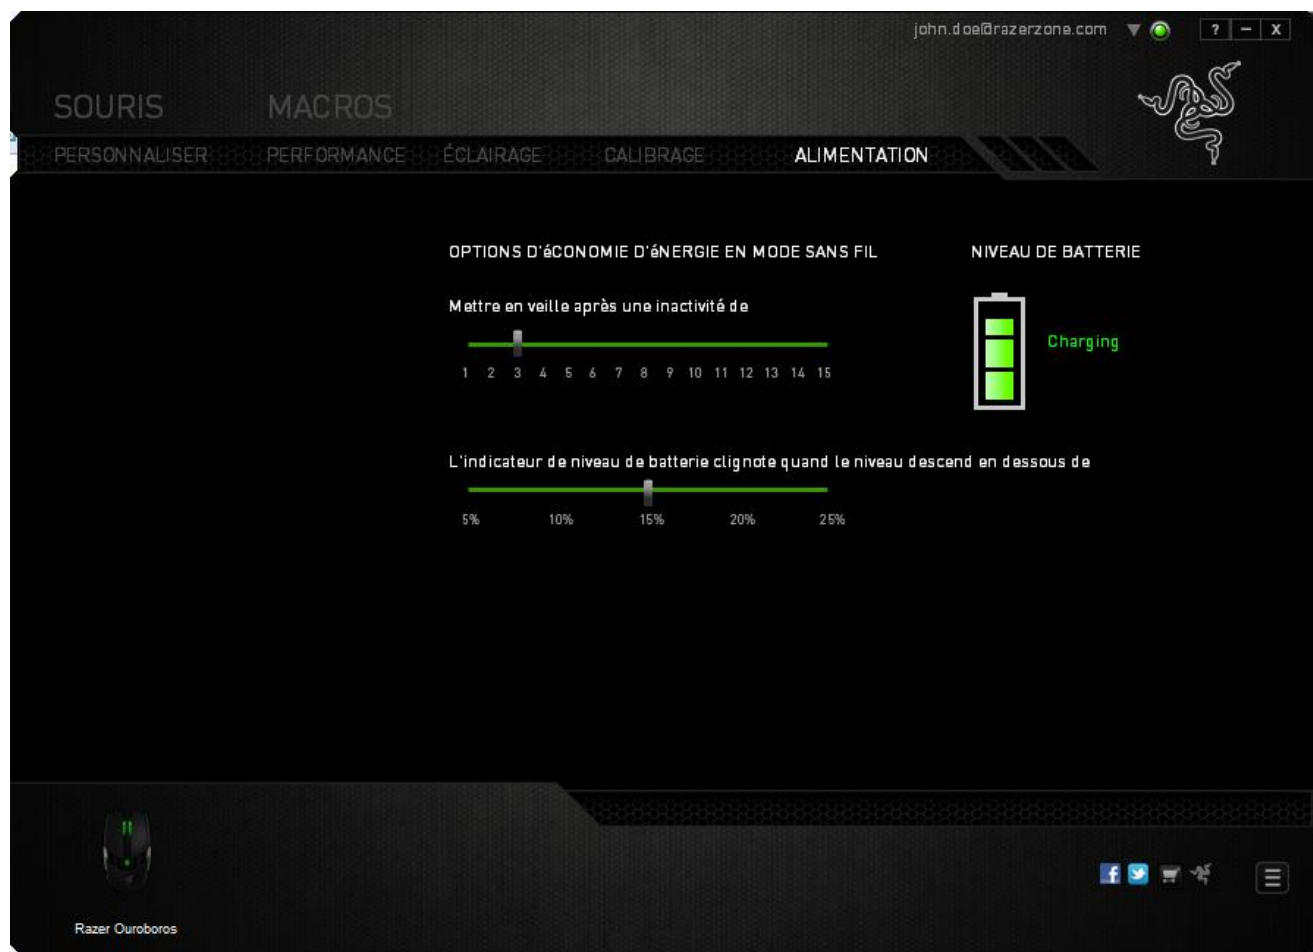 john.doe@razerzone.com
? – X
SOURIS MACROS
PERSONNALISER PERFORMANCE ÉCLAIRAGE CALIBRAGE ALIMENTATION
OPTIONS D'éCONOMIE D'éNERGIE EN MODE SANS FIL
NIVEAU DE BATTERIE
Mettre en veille après une inactivité de
Charging
1 2 3 4 5 6 7 8 9 10 11 12 13 14 15
L'indicateur de niveau de batterie clignote quand le niveau descend en dessous de
5% 10% 15% 20% 25%
Razer Ouroboros